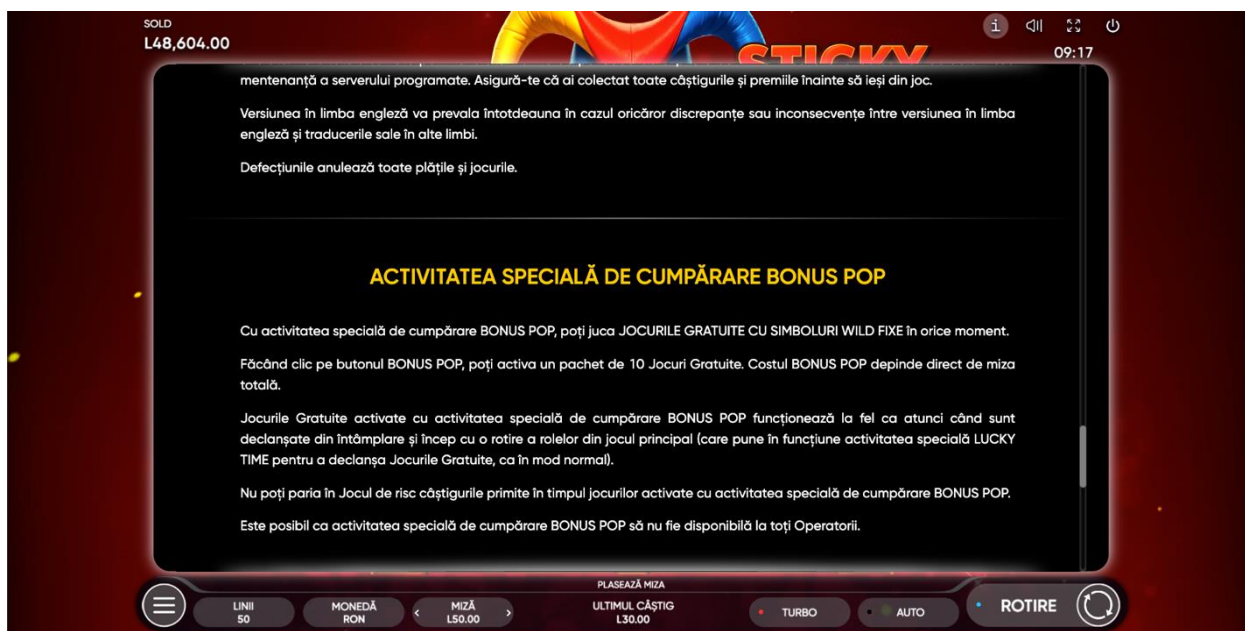 SOLD
L48,604.00
09:17
STICKY
mentenanță a serverului programate. Asigură-te că ai colectat toate câștigurile și premiile înainte să ieși din joc.
Versiunea în limba engleză va prevala întotdeauna în cazul oricăror discrepanțe sau inconsecvențe între versiunea în limba
engleză și traducerile sale în alte limbi.
Defecțiunile anulează toate plățile și jocurile.
ACTIVITATEA SPECIALĂ DE CUMPĂRARE BONUS POP
Cu activitatea specială de cumpărare BONUS POP, poți juca JOCURILE GRATUITE CU SIMBOLURI WILD FIXE în orice moment.
Făcând clic pe butonul BONUS POP, poți activa un pachet de 10 Jocuri Gratuite. Costul BONUS POP depinde direct de miza
totală.
Jocurile Gratuite activate cu activitatea specială de cumpărare BONUS POP funcționează la fel ca atunci când sunt
declanșate din întâmplare și încep cu o rotire a rolelor din jocul principal (care pune în funcțiune activitatea specială LUCKY
TIME pentru a declanșa Jocurile Gratuite, ca în mod normal).
Nu poți paria în Jocul de risc câștigurile primite în timpul jocurilor activate cu activitatea specială de cumpărare BONUS POP.
Este posibil ca activitatea specială de cumpărare BONUS POP să nu fie disponibilă la toți Operatorii.
PLASEAZĂ MIZA
LINII
50
MONEDĂ
RON
MIZĂ
L50.00
ULTIMUL CÂȘTIG
L30.00
TURBO
AUTO
ROTIRE